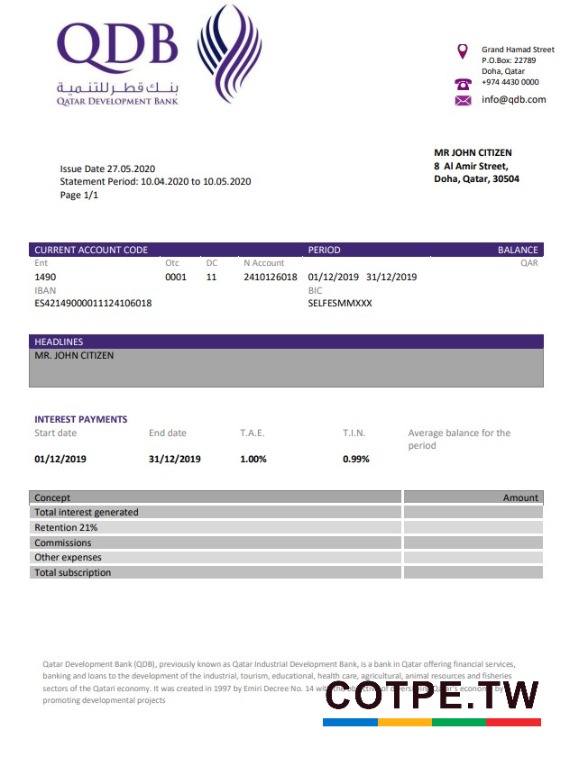 QDB
بنك قطر للتنمية
QATAR DEVELOPMENT BANK
Grand Hamad Street
P.O.Box: 22789
Doha, Qatar
+974 4430 0000
info@qdb.com
MR JOHN CITIZEN
8 Al Amir Street,
Doha, Qatar, 30504
Issue Date 27.05.2020
Statement Period: 10.04.2020 to 10.05.2020
Page 1/1
CURRENT ACCOUNT CODE PERIOD BALANCE
Ent Otc DC N Account QAR
1490 0001 11 2410126018 01/12/2019 31/12/2019
IBAN BIC
ES42149000011124106018 SELFESMMXXX
HEADLINES
MR. JOHN CITIZEN
INTEREST PAYMENTS
Start date End date T.A.E. T.I.N. Average balance for the
period
01/12/2019 31/12/2019 1.00% 0.99%
Concept Amount
Total interest generated
Retention 21%
Commissions
Other expenses
Total subscription
Qatar Development Bank (QDB), previously known as Qatar Industrial Development Bank, is a bank in Qatar offering financial services,
banking and loans to the development of the industrial, tourism, educational, health care, agricultural, animal resources and fisheries
sectors of the Qatari economy. It was created in 1997 by Emiri Decree No. 14 with the economy by
promoting developmental projects
COTPE.TW